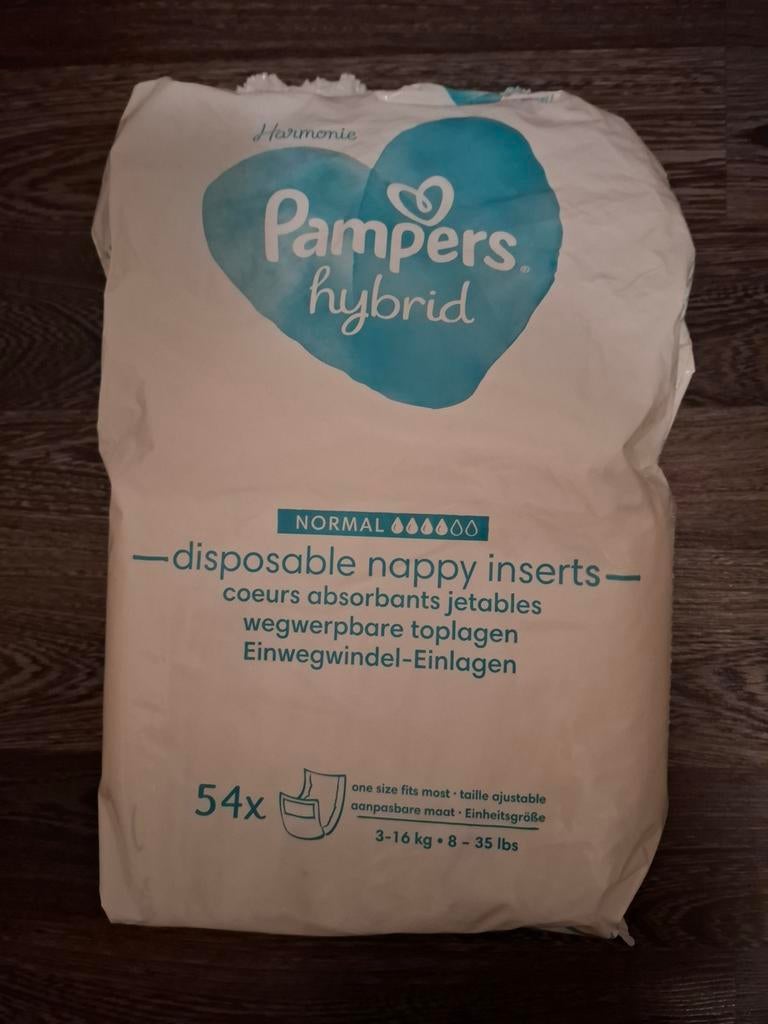 Harmonie
Pampers®
hybrid
NORMAL
disposable nappy inserts
coeurs absorbants jetables
wegwerpbare toplagen
Einwegwindel-Einlagen
54x
one size fits most · taille ajustable
aanpasbare maat · Einheitsgröße
3-16 kg • 8 – 35 lbs